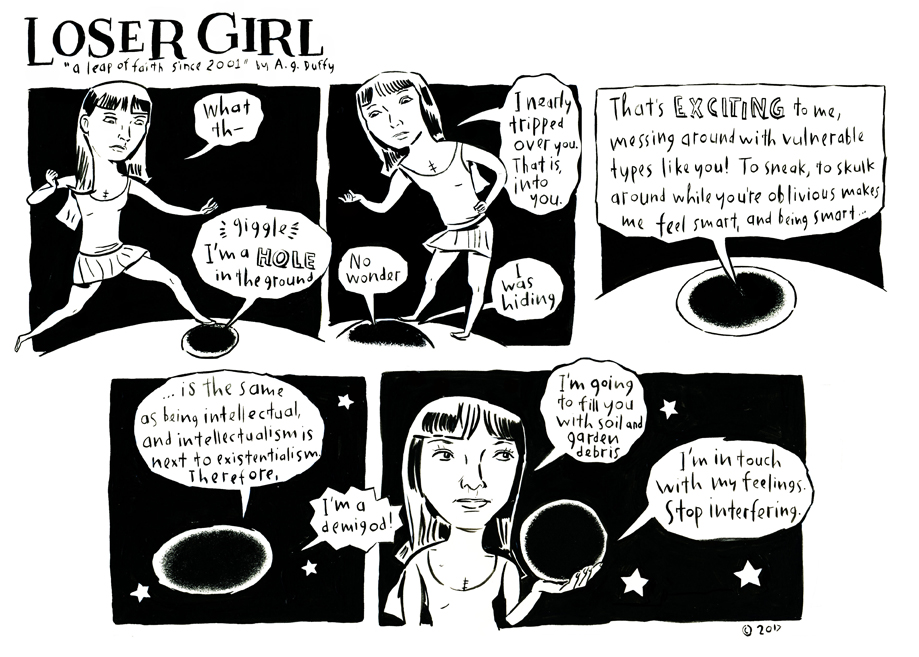 LOSER GIRL
"a leap of faith since 2001" by A.g. Duffy
What
th—
giggle
I'm a HOLE
in the ground
I nearly
tripped
over you.
That is,
into
you.
No
wonder
I
was
hiding
That's EXCITING to me,
messing around with vulnerable
types like you! To sneak, to skulk
around while you're oblivious makes
me feel smart, and being smart...
...is the same
as being intellectual,
and intellectualism is
next to existentialism.
Therefore,
I'm a
demigod!
I'm going
to fill you
with soil and
garden
debris
I'm in touch
with my feelings.
Stop interfering.
©